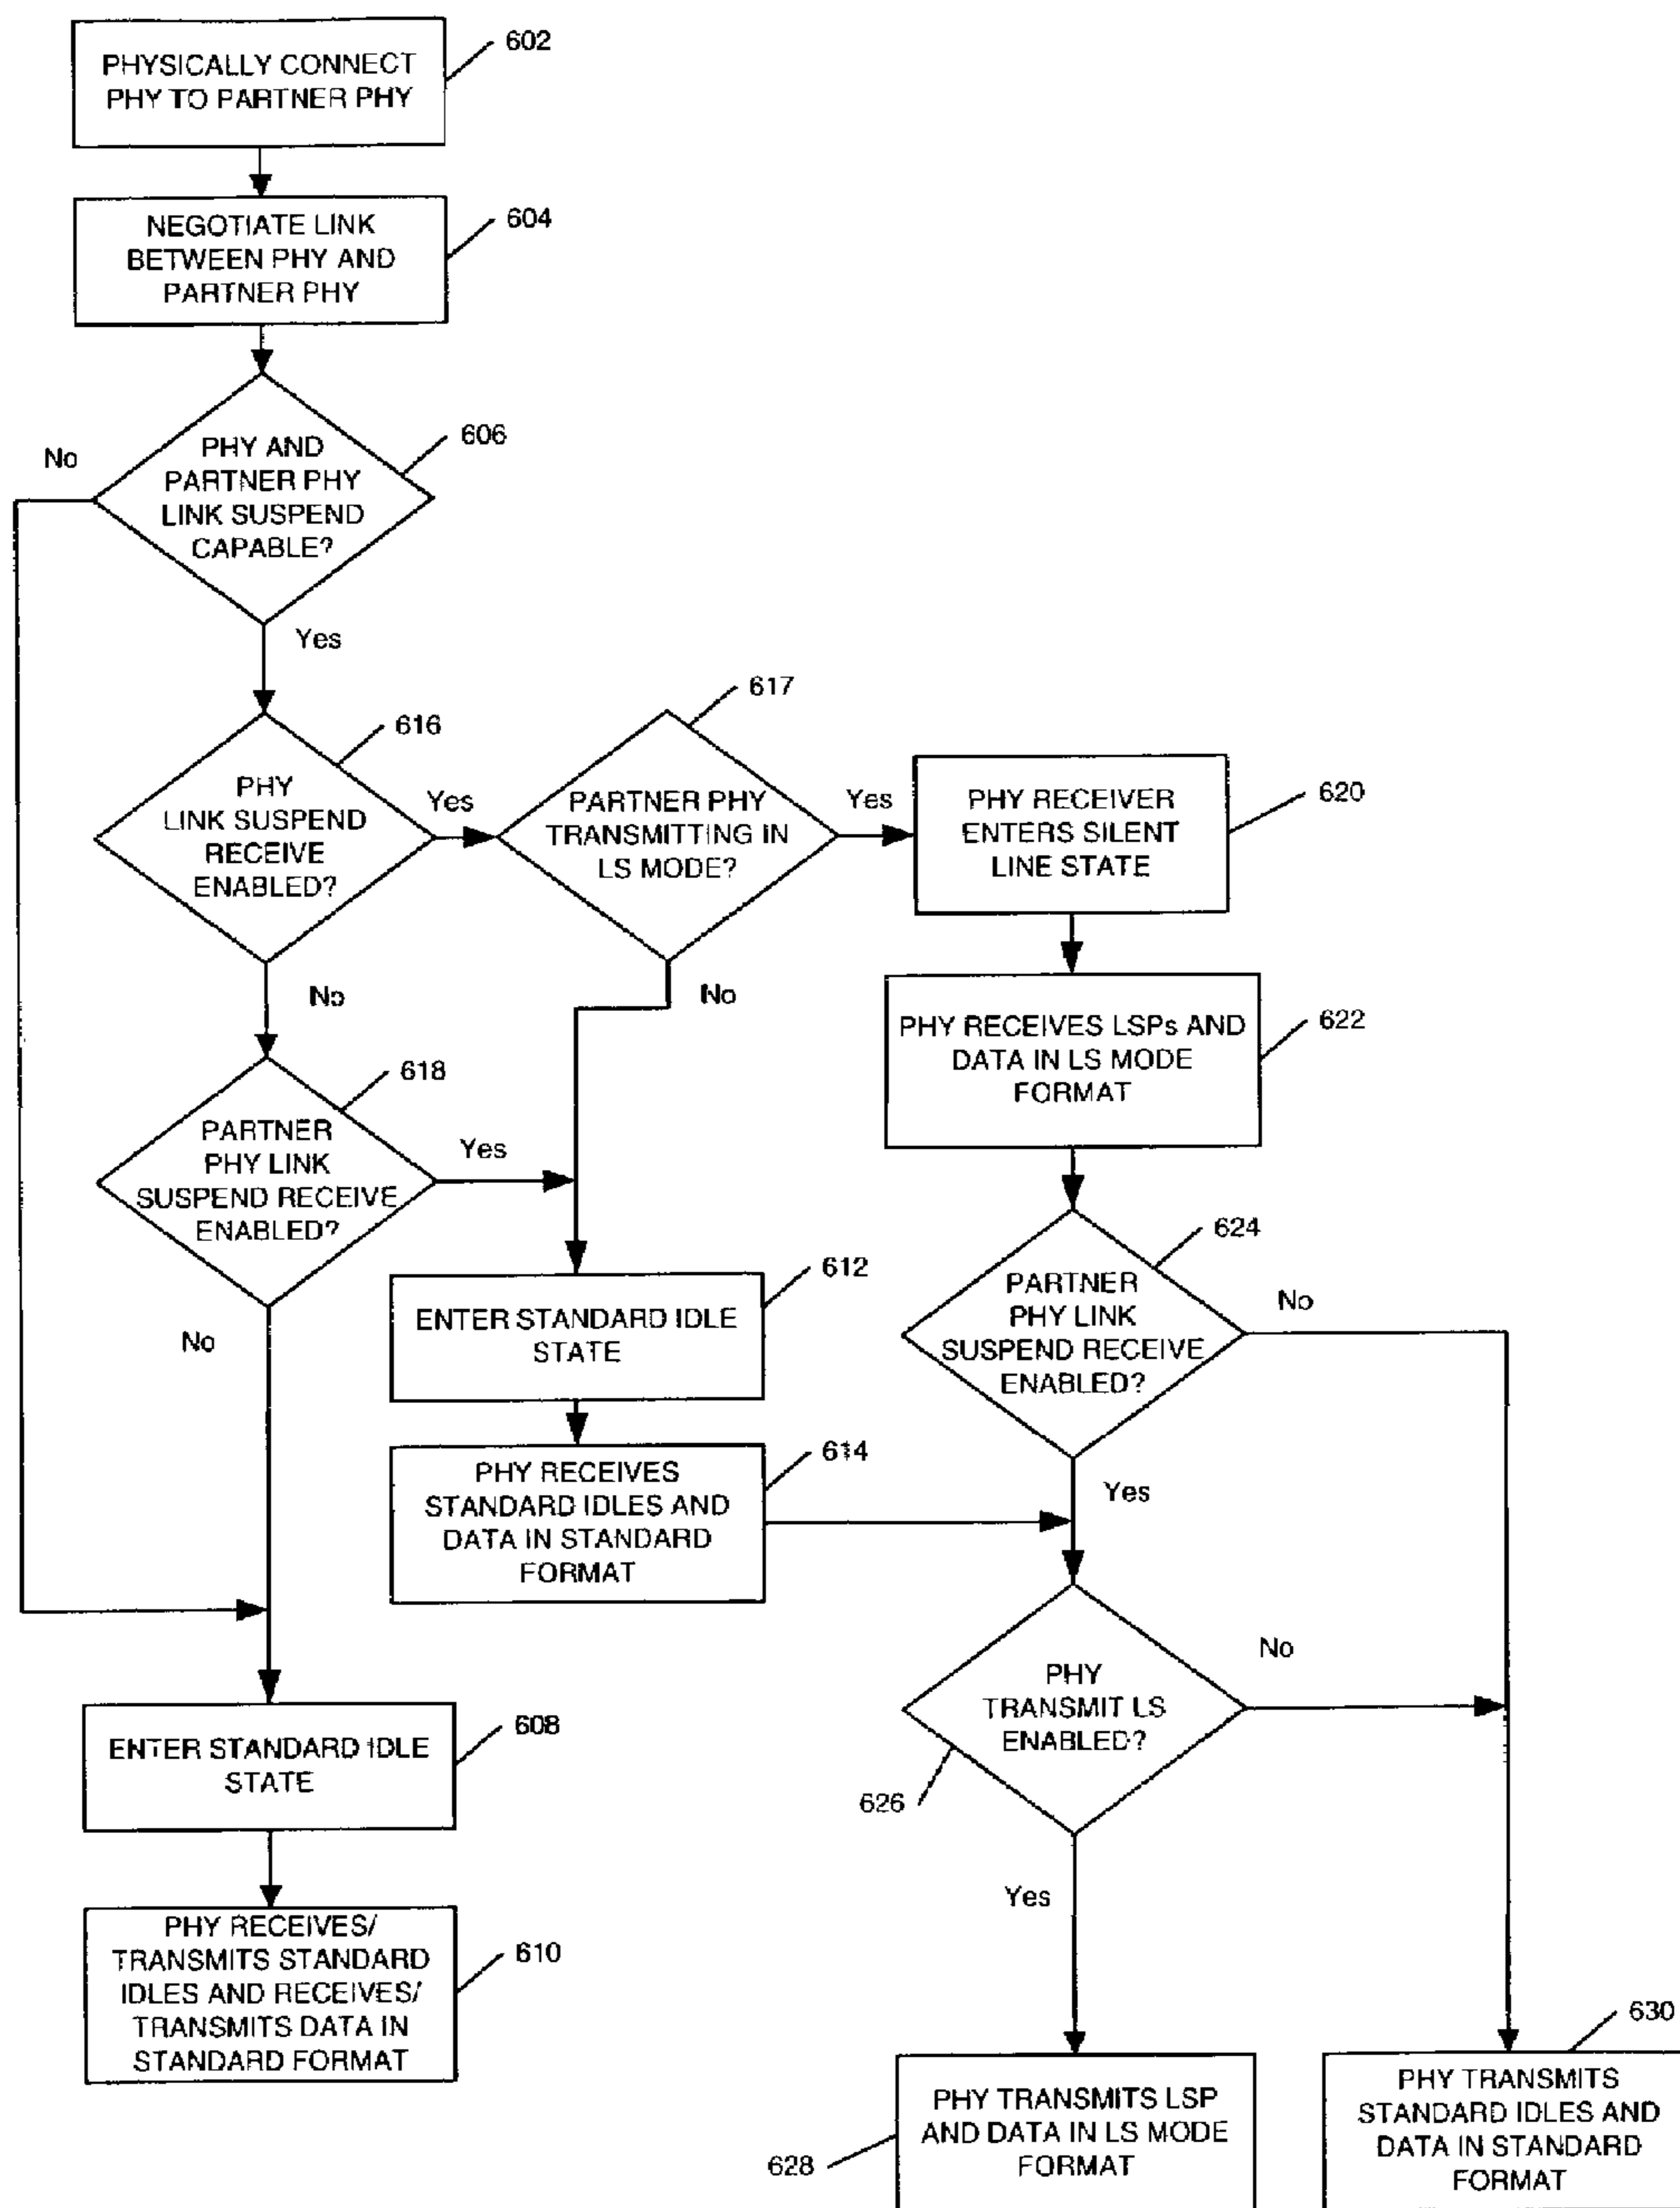 PHYSICALLY CONNECT
PHY TO PARTNER PHY
602
NEGOTIATE LINK
BETWEEN PHY AND
PARTNER PHY
604
PHY AND
PARTNER PHY
LINK SUSPEND
CAPABLE?
606
No
Yes
PHY
LINK SUSPEND
RECEIVE
ENABLED?
616
Yes
No
PARTNER PHY
TRANSMITTING IN
LS MODE?
617
Yes
No
PHY RECEIVER
ENTERS SILENT
LINE STATE
620
PHY RECEIVES LSPs AND
DATA IN LS MODE
FORMAT
622
PARTNER
PHY LINK
SUSPEND RECEIVE
ENABLED?
618
Yes
No
ENTER STANDARD IDLE
STATE
612
PHY RECEIVES
STANDARD IDLES AND
DATA IN STANDARD
FORMAT
614
PARTNER
PHY LINK
SUSPEND RECEIVE
ENABLED?
624
No
Yes
PHY
TRANSMIT LS
ENABLED?
626
No
Yes
ENTER STANDARD IDLE
STATE
608
PHY RECEIVES/
TRANSMITS STANDARD
IDLES AND RECEIVES/
TRANSMITS DATA IN
STANDARD FORMAT
610
PHY TRANSMITS LSP
AND DATA IN LS MODE
FORMAT
628
PHY TRANSMITS
STANDARD IDLES AND
DATA IN STANDARD
FORMAT
630